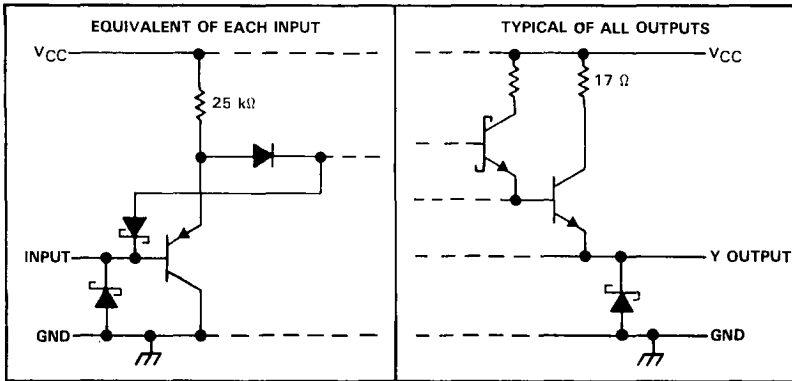 EQUIVALENT OF EACH INPUT
VCC
25 kΩ
INPUT
GND
TYPICAL OF ALL OUTPUTS
VCC
17 Ω
Y OUTPUT
GND